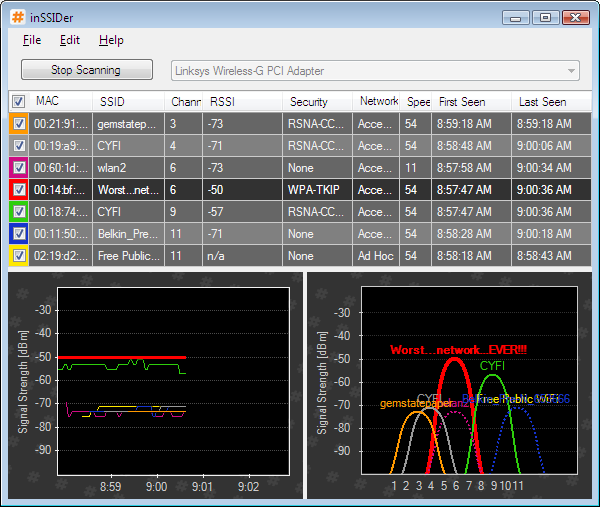 inSSIDer
File Edit Help
Stop Scanning Linksys Wireless-G PCI Adapter
MAC SSID Chann RSSI Security Network Spee First Seen Last Seen
00:21:91:... gemstatep... 3 -73 RSNA-CC... Acce... 54 8:59:18 AM 8:59:18 AM
00:19:a9:... CYFI 4 -71 RSNA-CC... Acce... 54 8:58:48 AM 9:00:06 AM
00:60:1d:... wlan2 6 -73 None Acce... 11 8:57:58 AM 9:00:34 AM
00:14:bf:... Worst...net... 6 -50 WPA-TKIP Acce... 54 8:57:47 AM 9:00:36 AM
00:18:74:... CYFI 9 -57 RSNA-CC... Acce... 54 8:57:47 AM 9:00:36 AM
00:11:50:... Belkin_Pre... 11 -71 None Acce... 54 8:58:28 AM 9:00:18 AM
02:19:d2:... Free Public... 11 n/a None Ad Hoc 54 8:58:18 AM 8:58:43 AM
Signal Strength [dBm]
-30
-40
-50
-60
-70
-80
-90
8:59 9:00 9:01 9:02
Signal Strength [dBm]
-30
-40
-50
-60
-70
-80
-90
Worst...network...EVER!!!
CYFI
CYFI
Free Public WiFi
1 2 3 4 5 6 7 8 9 10 11